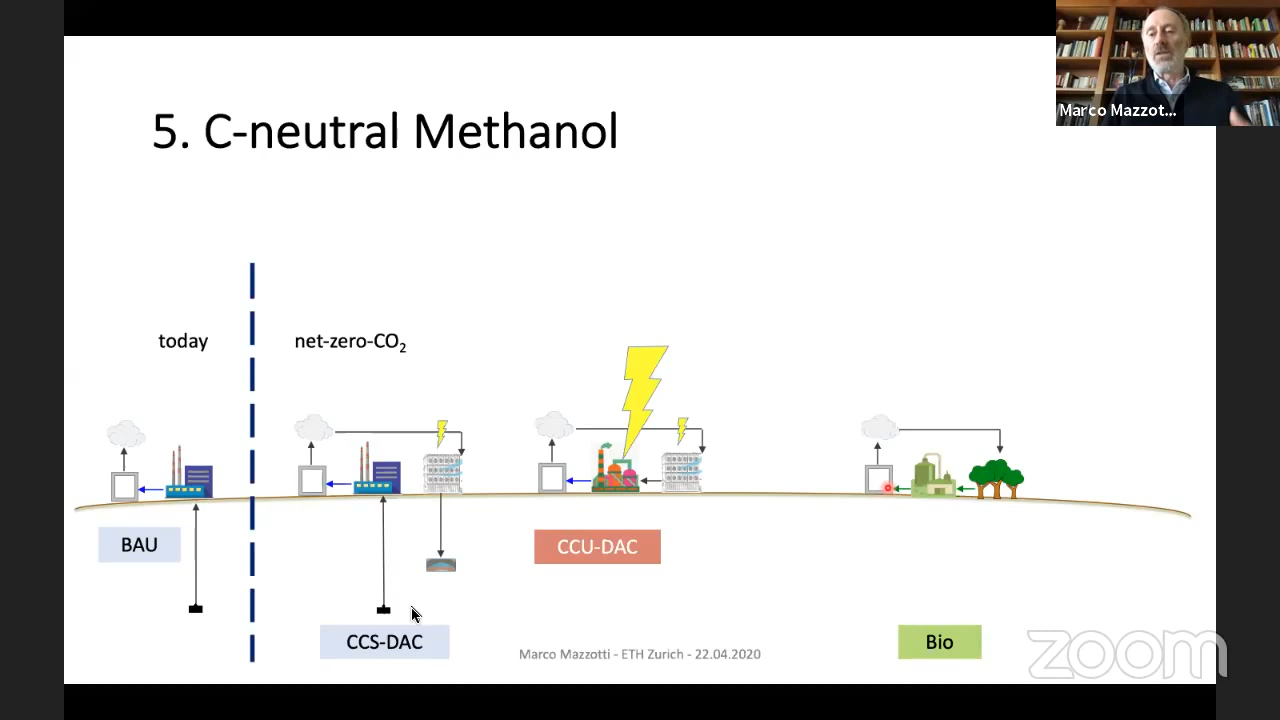 Marco Mazzot...
5. C-neutral Methanol
today
net-zero-CO₂
BAU
CCU-DAC
CCS-DAC
Bio
Marco Mazzotti - ETH Zurich - 22.04.2020
zoom